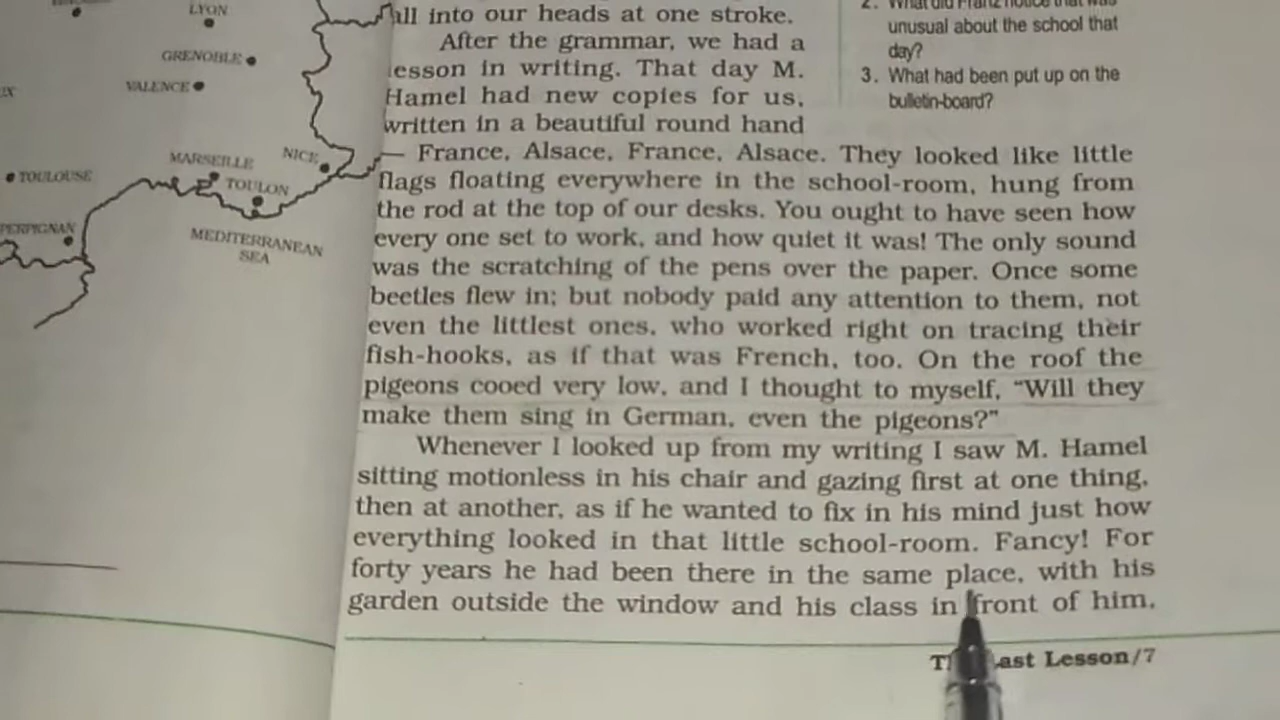 LYON
GRENOBLE
VALENCE
MARSEILLE
NICE
TOULOUSE
TOULON
PERPIGNAN
MEDITERRANEAN
SEA
all into our heads at one stroke.
After the grammar, we had a
lesson in writing. That day M.
Hamel had new copies for us,
written in a beautiful round hand
— France, Alsace, France, Alsace. They looked like little
flags floating everywhere in the school-room, hung from
the rod at the top of our desks. You ought to have seen how
every one set to work, and how quiet it was! The only sound
was the scratching of the pens over the paper. Once some
beetles flew in; but nobody paid any attention to them, not
even the littlest ones, who worked right on tracing their
fish-hooks, as if that was French, too. On the roof the
pigeons cooed very low, and I thought to myself, “Will they
make them sing in German, even the pigeons?”
Whenever I looked up from my writing I saw M. Hamel
sitting motionless in his chair and gazing first at one thing,
then at another, as if he wanted to fix in his mind just how
everything looked in that little school-room. Fancy! For
forty years he had been there in the same place, with his
garden outside the window and his class in front of him,
2. What did Franz notice that was
unusual about the school that
day?
3. What had been put up on the
bulletin-board?
Last Lesson/7